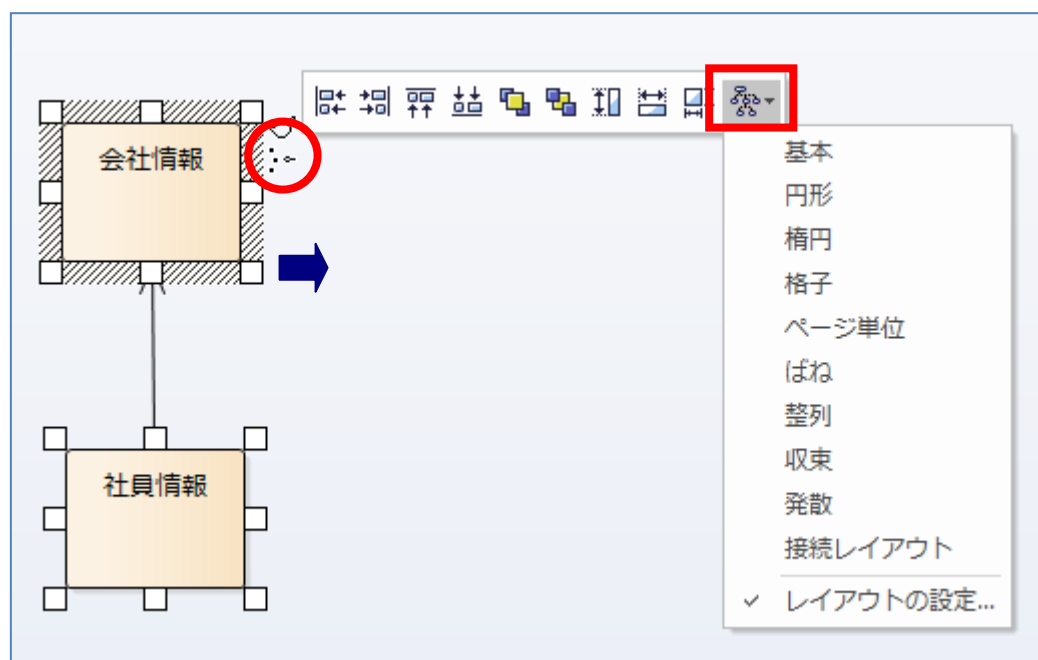 会社情報
社員情報
基本
円形
楕円
格子
ページ単位
ばね
整列
収束
発散
接続レイアウト
レイアウトの設定...